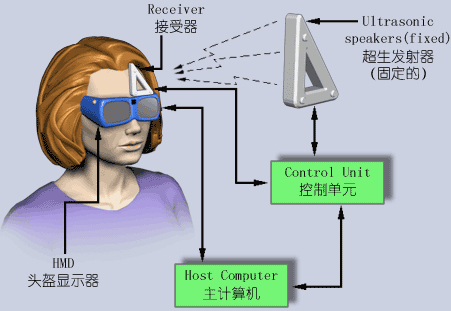 Receiver
接受器
Ultrasonic
speakers(fixed)
超生发射器
(固定的)
Control Unit
控制单元
HMD
头盔显示器
Host Computer
主计算机